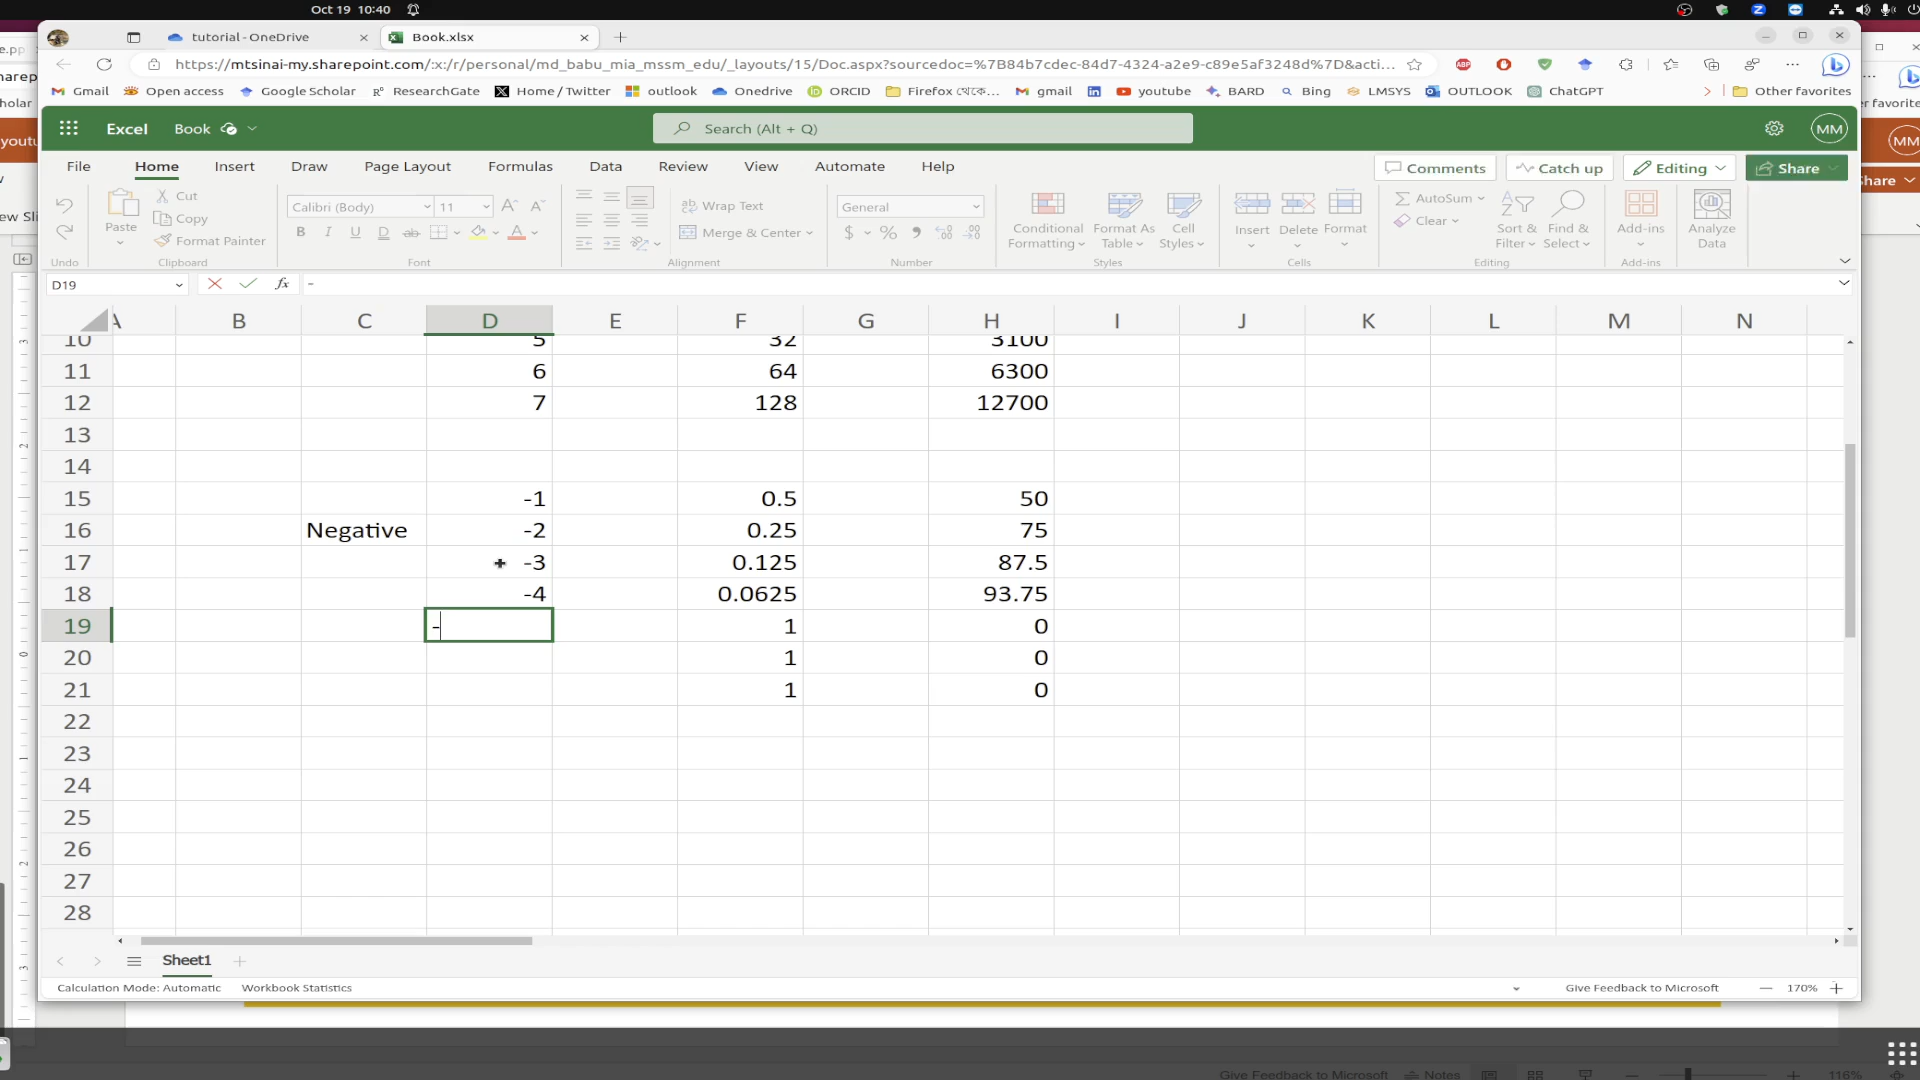 Oct 19 10:40
tutorial - OneDrive
Book.xlsx
https://mtsinai-my.sharepoint.com/:x:/r/personal/md_babu_mia_mssm_edu/_layouts/15/Doc.aspx?sourcedoc=%7B84b7cdec-84d7-4324-a2e9-c89e5af3248d%7D&acti...
Gmail Open access Google Scholar ResearchGate Home / Twitter outlook Onedrive ORCID Firefox থেকে... gmail youtube BARD Bing LMSYS OUTLOOK ChatGPT Other favorites
Excel Book Search (Alt + Q) MM
File Home Insert Draw Page Layout Formulas Data Review View Automate Help Comments Catch up Editing Share
Paste Cut Copy Format Painter
Calibri (Body) 11
Wrap Text
Merge & Center
General
Conditional Formatting
Format As Table
Cell Styles
Insert Delete Format
AutoSum
Clear
Sort & Filter
Find & Select
Add-ins
Analyze Data
Undo Clipboard Font Alignment Number Styles Cells Editing Add-ins
D19 fx -
A B C D E F G H I J K L M N
10 5 32 3100
11 6 64 6300
12 7 128 12700
13
14
15 -1 0.5 50
16 Negative -2 0.25 75
17 -3 0.125 87.5
18 -4 0.0625 93.75
19 - 1 0
20 1 0
21 1 0
22
23
24
25
26
27
28
Sheet1
Calculation Mode: Automatic Workbook Statistics Give Feedback to Microsoft 170%
Give Feedback to Microsoft Notes 116%